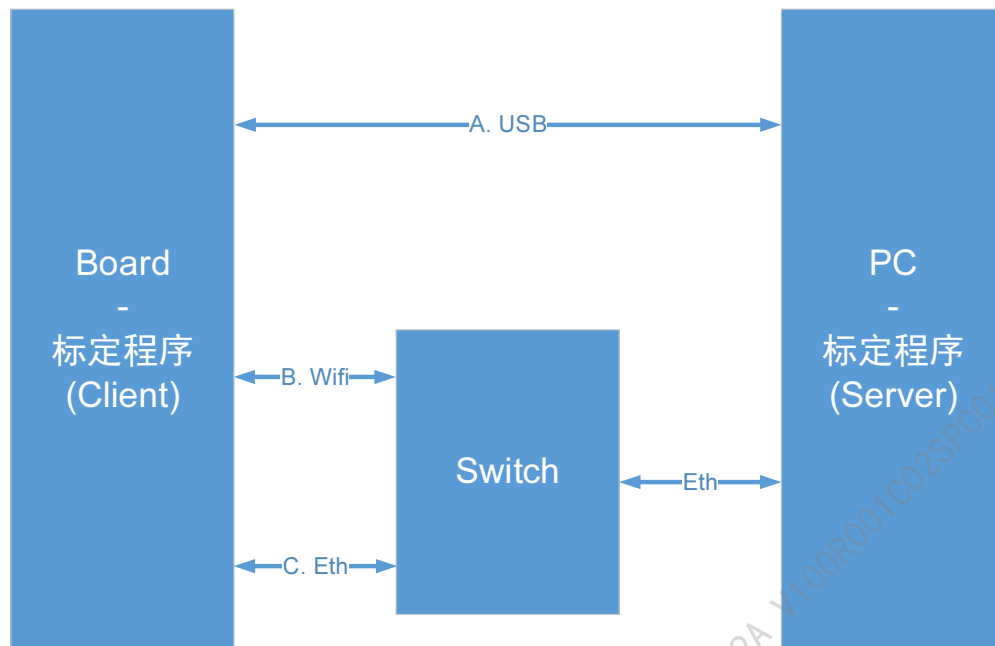 A. USB
Board
-
标定程序
(Client)
PC
-
标定程序
(Server)
B. Wifi
Switch
Eth
C. Eth